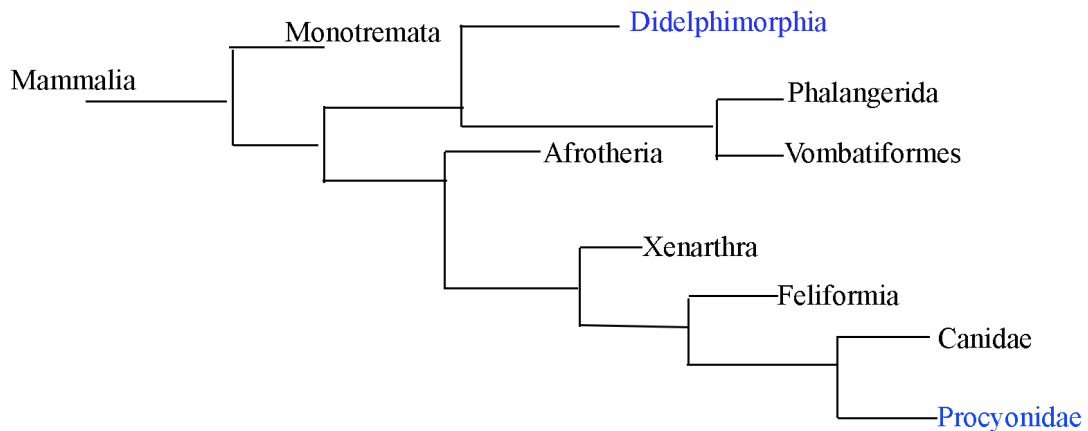 Didelphimorphia
Monotremata
Mammalia
Phalangerida
Afrotheria
Vombatiformes
Xenarthra
Feliformia
Canidae
Procyonidae